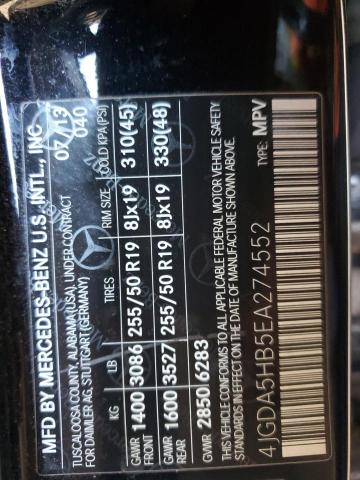 MFD BY MERCEDES-BENZ U.S. INTL., INC.
TUSCALOOSA COUNTY, ALABAMA (USA), UNDER CONTRACT 07/13
FOR DAIMLER AG, STUTTGART (GERMANY) 040
KG LB TIRES RIM SIZE COLD KPA(PSI)
GAWR FRONT 1400 3086 255/50 R19 8Jx19 310(45)
GAWR REAR 1600 3527 255/50 R19 8Jx19 330(48)
GVWR 2850 6283
THIS VEHICLE CONFORMS TO ALL APPLICABLE FEDERAL MOTOR VEHICLE SAFETY
STANDARDS IN EFFECT ON THE DATE OF MANUFACTURE SHOWN ABOVE.
4JGDA5HB5EA274552 TYPE: MPV